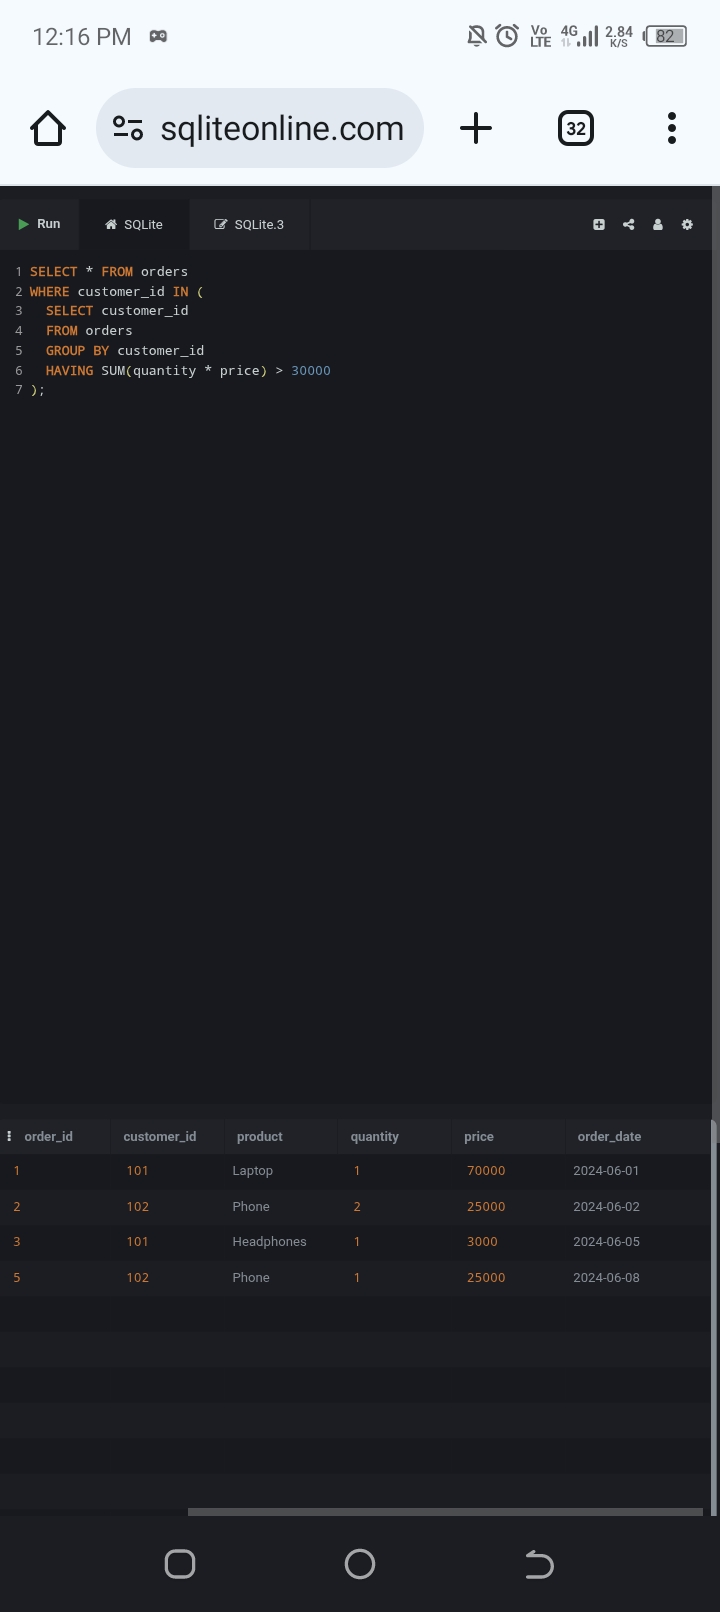 12:16 PM Vo LTE 4G 2.84 K/S 82
sqliteonline.com 32
Run SQLite SQLite.3
1 SELECT * FROM orders
2 WHERE customer_id IN (
3   SELECT customer_id
4   FROM orders
5   GROUP BY customer_id
6   HAVING SUM(quantity * price) > 30000
7 );
order_id customer_id product quantity price order_date
1 101 Laptop 1 70000 2024-06-01
2 102 Phone 2 25000 2024-06-02
3 101 Headphones 1 3000 2024-06-05
5 102 Phone 1 25000 2024-06-08